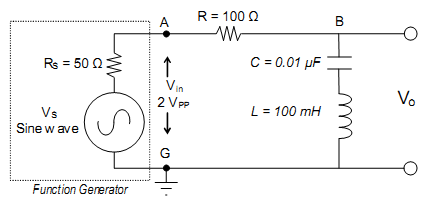 A
R = 100 Ω
B
Rs = 50 Ω
C = 0.01 µF
Vin
2 VPP
Vo
Vs
Sine wave
L = 100 mH
G
Function Generator